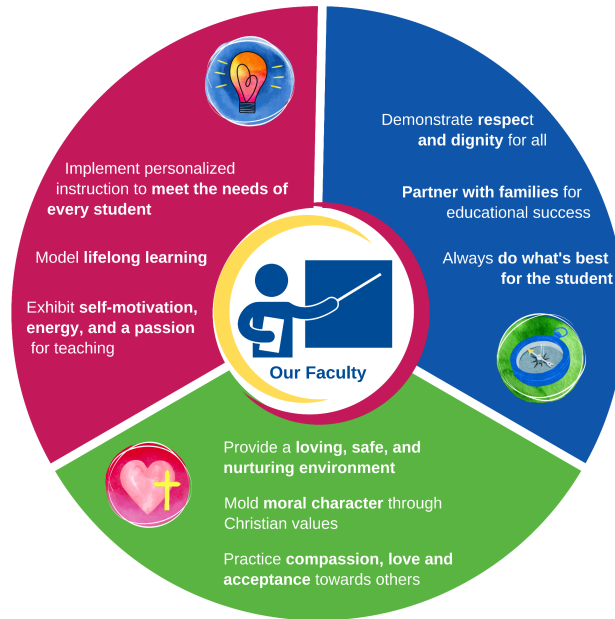 Implement personalized
instruction to meet the needs of
every student
Model lifelong learning
Exhibit self-motivation,
energy, and a passion
for teaching
Demonstrate respect
and dignity for all
Partner with families for
educational success
Always do what's best
for the student
Our Faculty
Provide a loving, safe, and
nurturing environment
Mold moral character through
Christian values
Practice compassion, love and
acceptance towards others